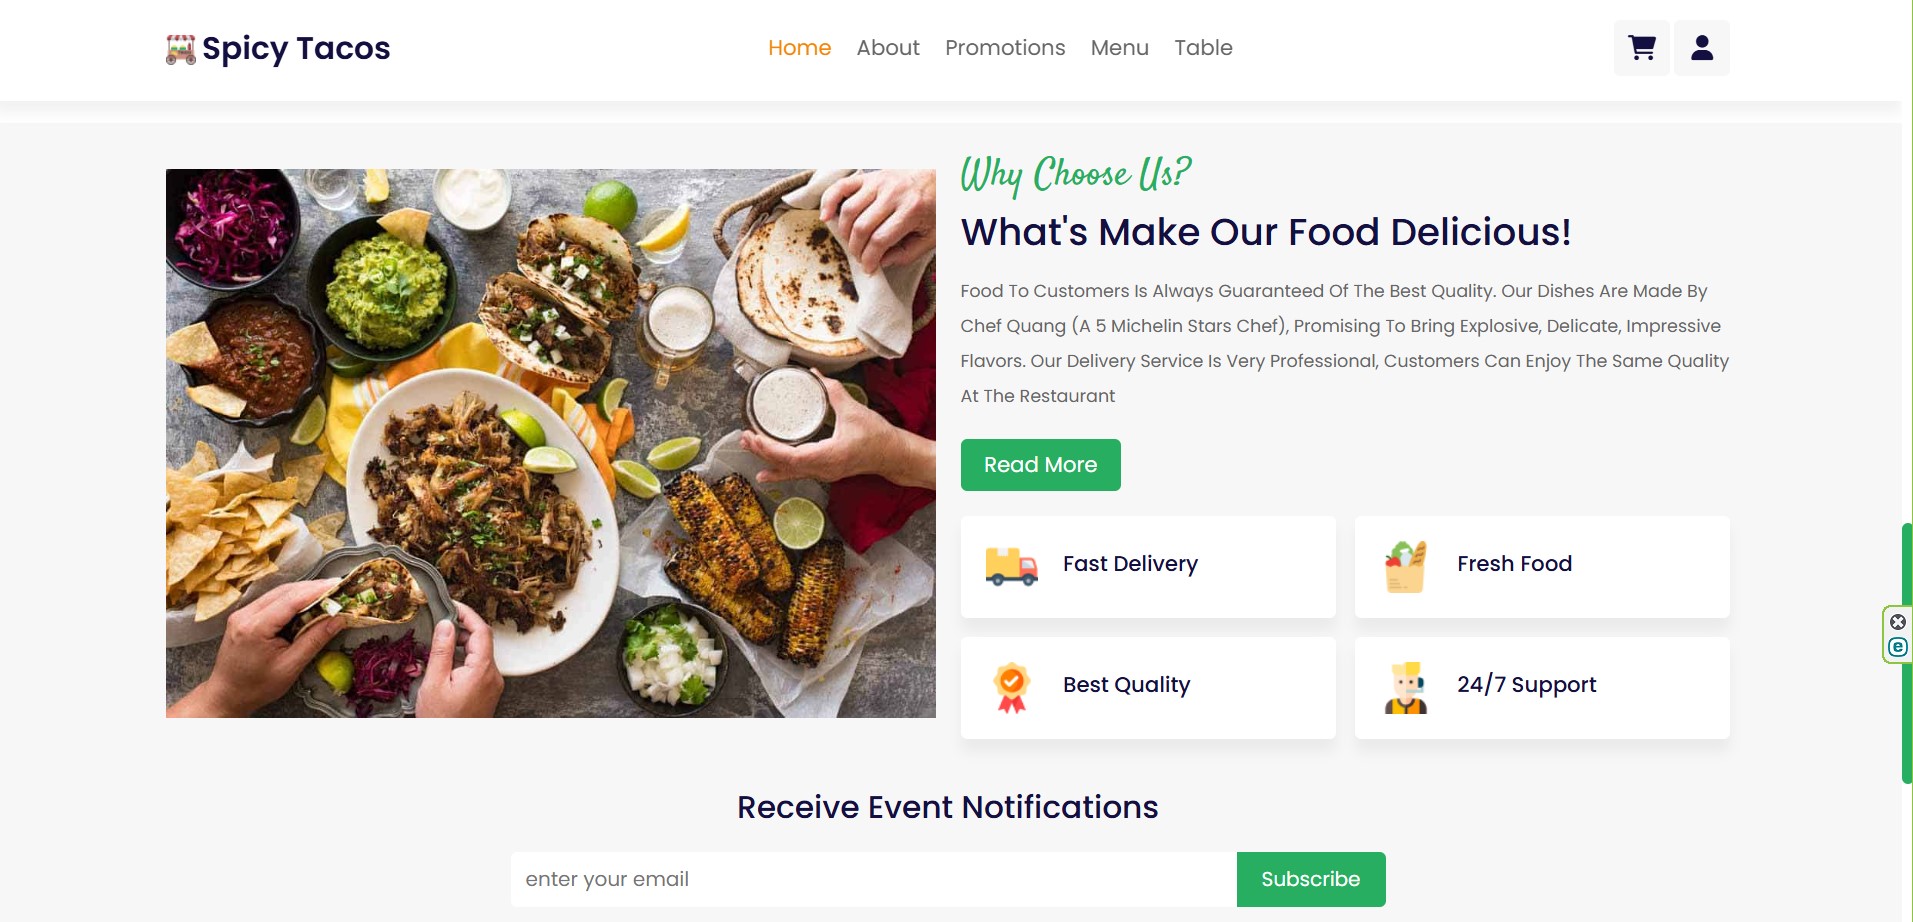 Spicy Tacos
Home About Promotions Menu Table
Why Choose Us?
What's Make Our Food Delicious!
Food To Customers Is Always Guaranteed Of The Best Quality. Our Dishes Are Made By
Chef Quang (A 5 Michelin Stars Chef), Promising To Bring Explosive, Delicate, Impressive
Flavors. Our Delivery Service Is Very Professional, Customers Can Enjoy The Same Quality
At The Restaurant
Read More
Fast Delivery
Fresh Food
Best Quality
24/7 Support
Receive Event Notifications
enter your email
Subscribe
e